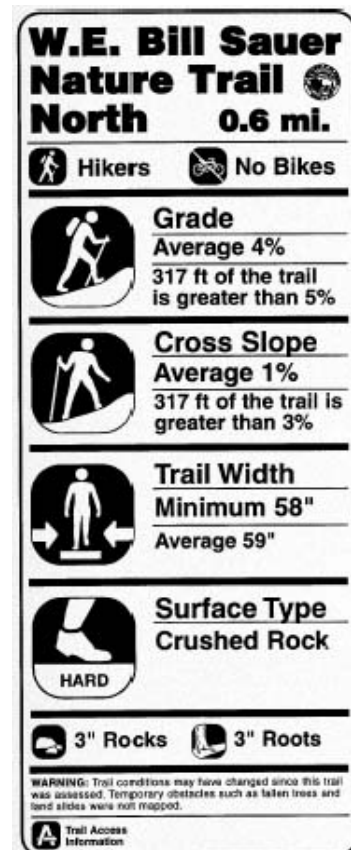 W.E. Bill Sauer
Nature Trail
North 0.6 mi.
Hikers No Bikes
Grade
Average 4%
317 ft of the trail
is greater than 5%
Cross Slope
Average 1%
317 ft of the trail is
greater than 3%
Trail Width
Minimum 58"
Average 59"
Surface Type
Crushed Rock
HARD
3" Rocks 3" Roots
WARNING: Trail conditions may have changed since this trail
was assessed. Temporary obstacles such as fallen trees and
land slides were not mapped.
A Trail Access
Information